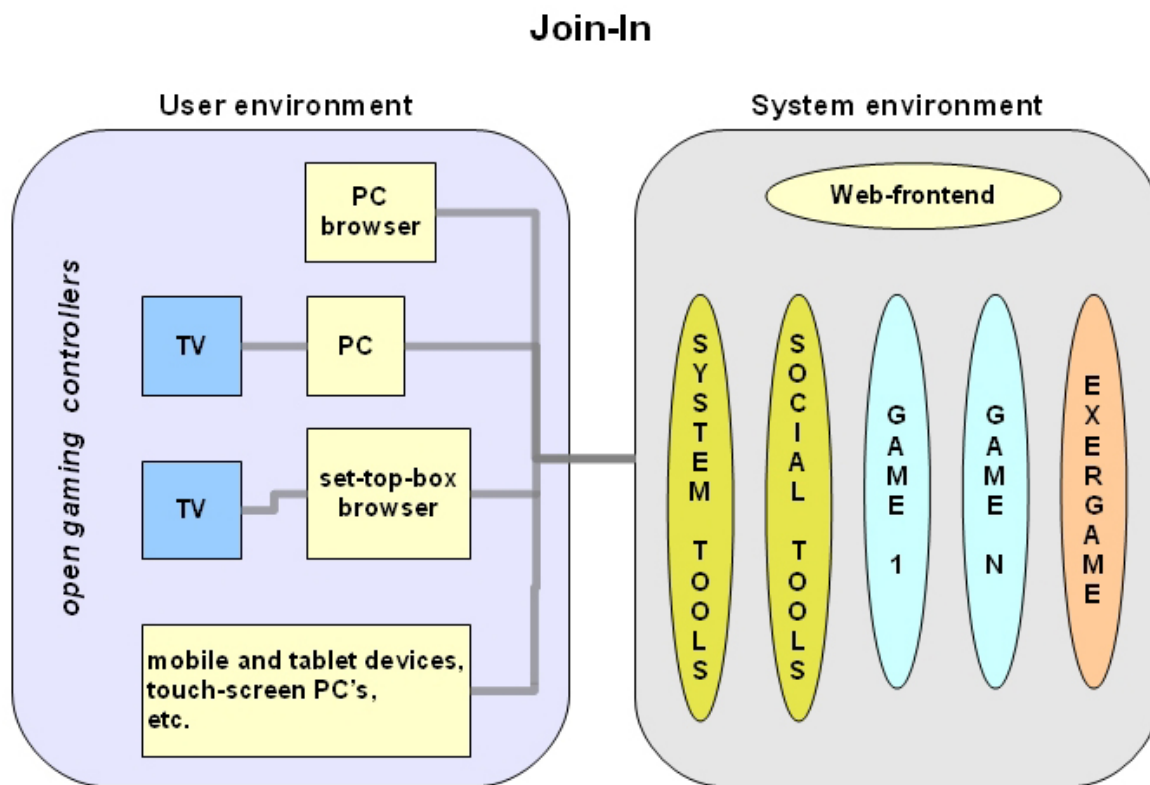 Join-In
User environment
System environment
open gaming controllers
PC
browser
TV
PC
TV
set-top-box
browser
mobile and tablet devices,
touch-screen PC's,
etc.
Web-frontend
SYSTEM TOOLS
SOCIAL TOOLS
GAME 1
GAME N
EXERGAME